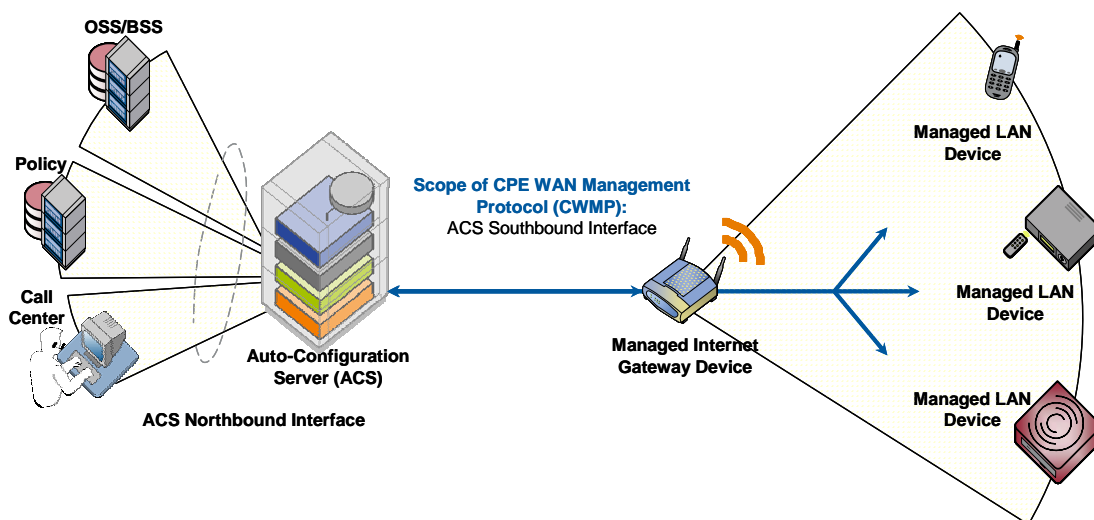 OSS/BSS
Policy
Call
Center
ACS Northbound Interface
Auto-Configuration
Server (ACS)
Scope of CPE WAN Management
Protocol (CWMP):
ACS Southbound Interface
Managed Internet
Gateway Device
Managed LAN
Device
Managed LAN
Device
Managed LAN
Device